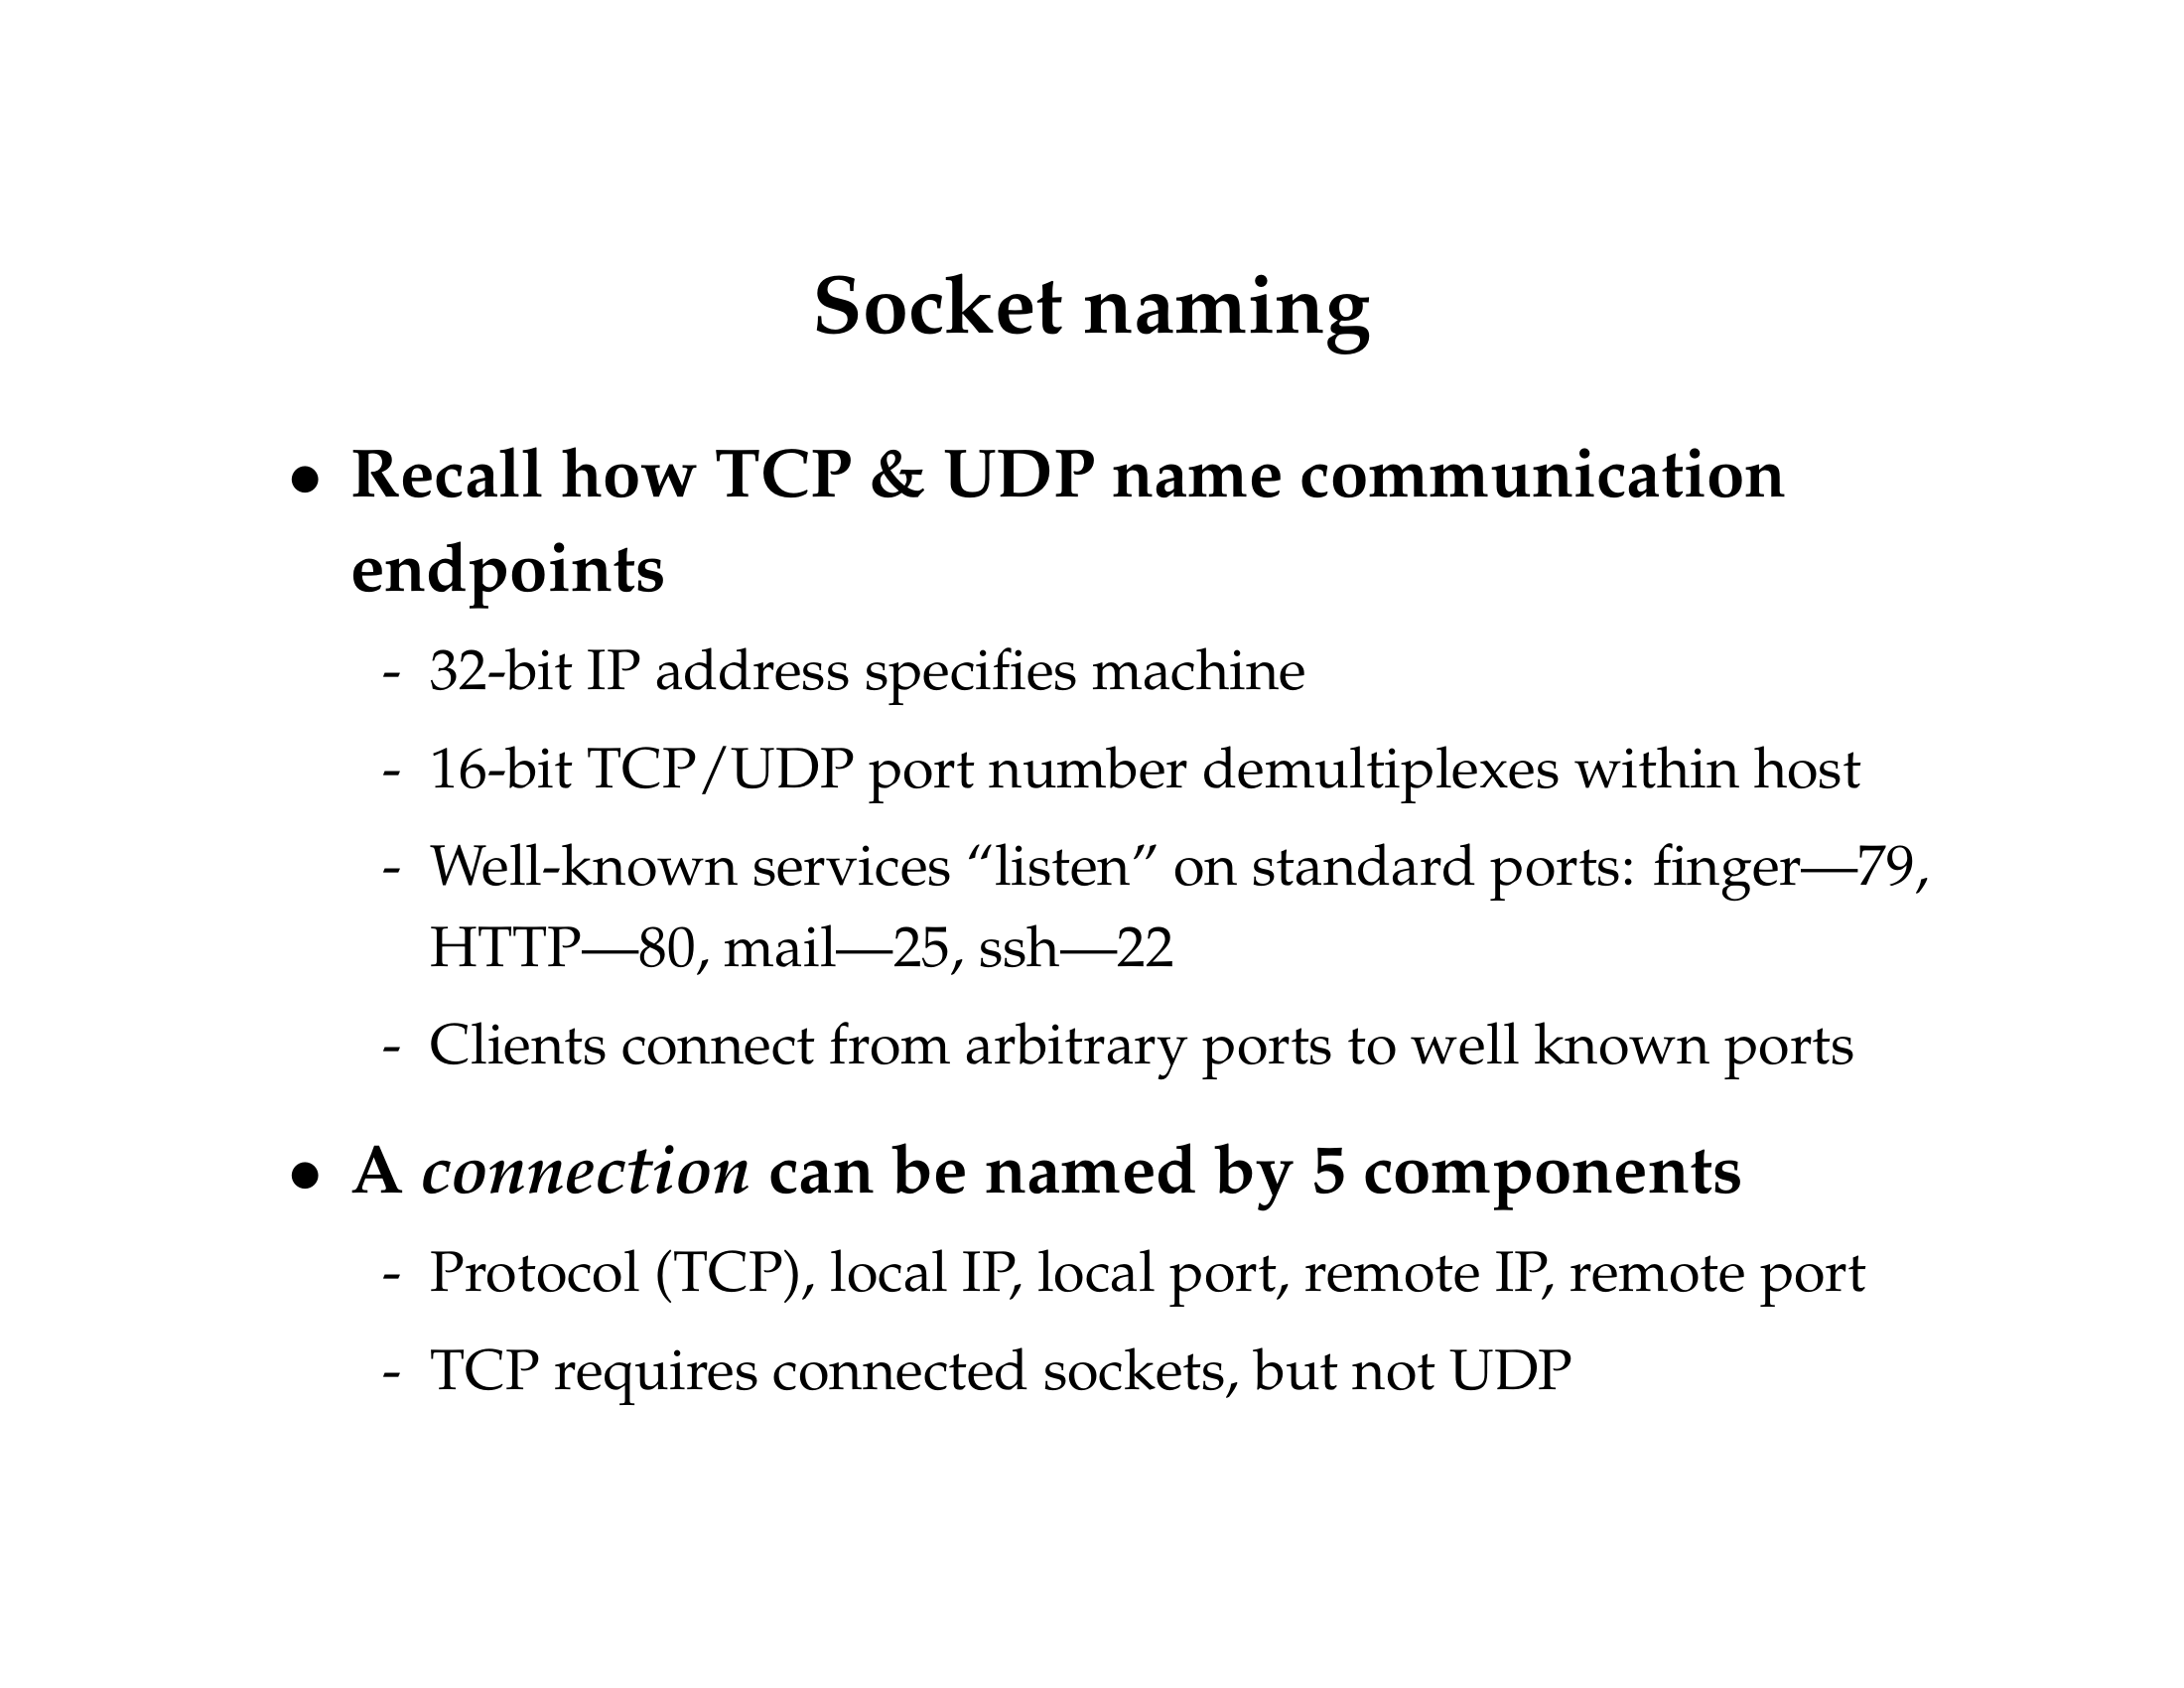 Socket naming
• Recall how TCP & UDP name communication
endpoints
- 32-bit IP address specifies machine
- 16-bit TCP/UDP port number demultiplexes within host
- Well-known services “listen” on standard ports: finger—79,
HTTP—80, mail—25, ssh—22
- Clients connect from arbitrary ports to well known ports
• A connection can be named by 5 components
- Protocol (TCP), local IP, local port, remote IP, remote port
- TCP requires connected sockets, but not UDP